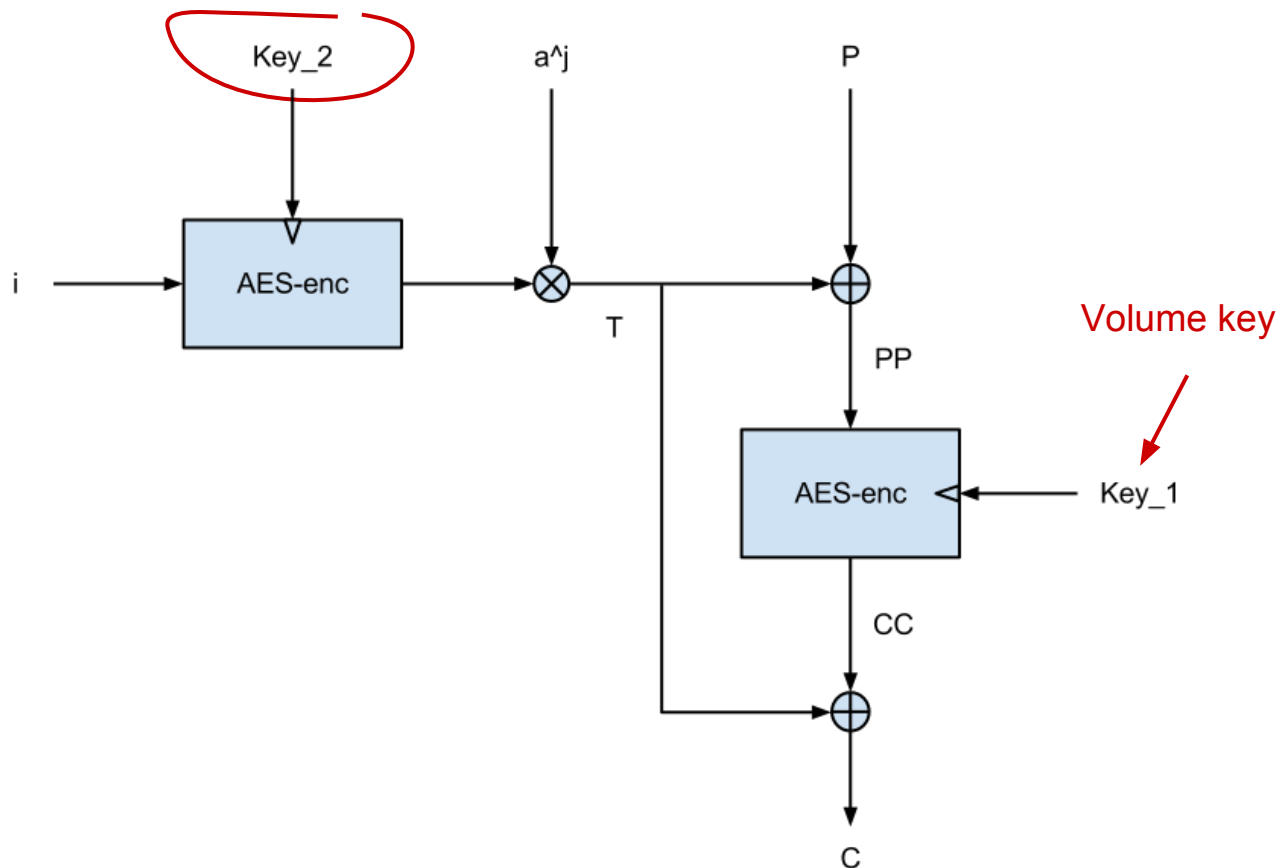 Key_2
a^j
P
i
AES-enc
T
Volume key
PP
AES-enc
Key_1
CC
C